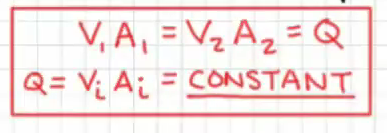 V₁A₁ = V₂A₂ = Q
Q = VᵢAᵢ = CONSTANT